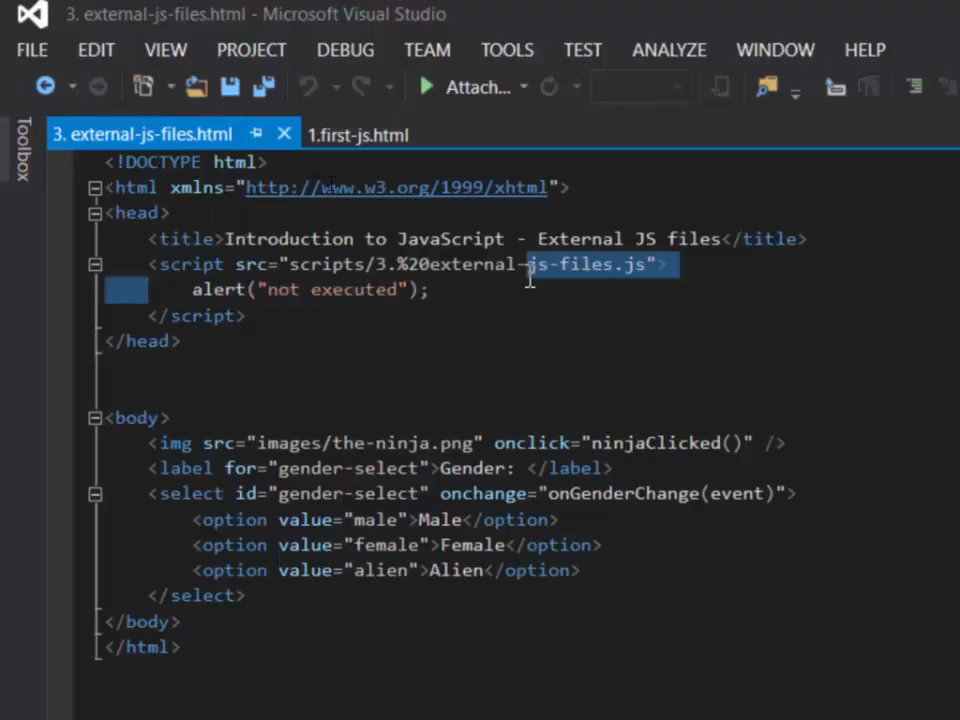 3. external-js-files.html - Microsoft Visual Studio
FILE EDIT VIEW PROJECT DEBUG TEAM TOOLS TEST ANALYZE WINDOW HELP
Attach...
Toolbox
3. external-js-files.html 1.first-js.html
<!DOCTYPE html>
<html xmlns="http://www.w3.org/1999/xhtml">
<head>
<title>Introduction to JavaScript - External JS files</title>
<script src="scripts/3.%20external-js-files.js">
alert("not executed");
</script>
</head>
<body>
<img src="images/the-ninja.png" onclick="ninjaClicked()" />
<label for="gender-select">Gender: </label>
<select id="gender-select" onchange="onGenderChange(event)">
<option value="male">Male</option>
<option value="female">Female</option>
<option value="alien">Alien</option>
</select>
</body>
</html>